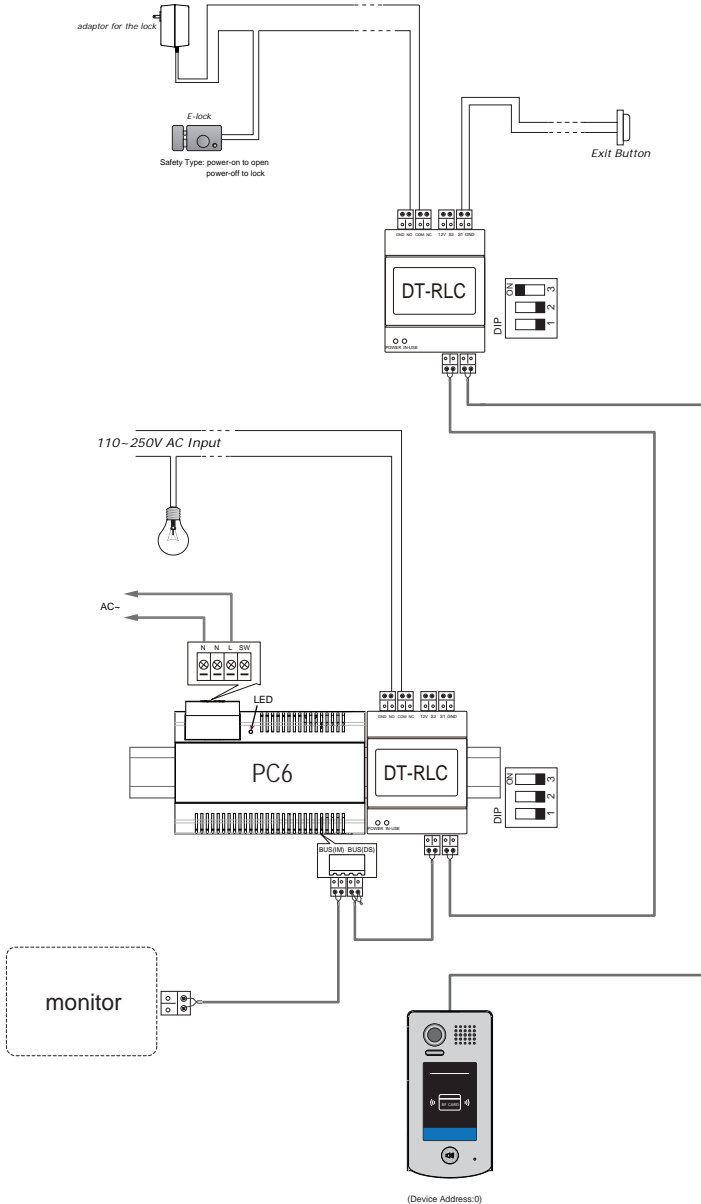 adaptor for the lock
E-lock
Safety Type: power-on to open
power-off to lock
Exit Button
GND NO COM NC 12V S2 S1 GND
DT-RLC
POWER IN-USE
ON
DIP
1 2 3
110~250V AC Input
AC~
N N L SW
LED
GND NO COM NC 12V S2 S1 GND
PC6
DT-RLC
POWER IN-USE
ON
DIP
1 2 3
BUS(IM) BUS(DS)
monitor
RF CARD
(Device Address:0)